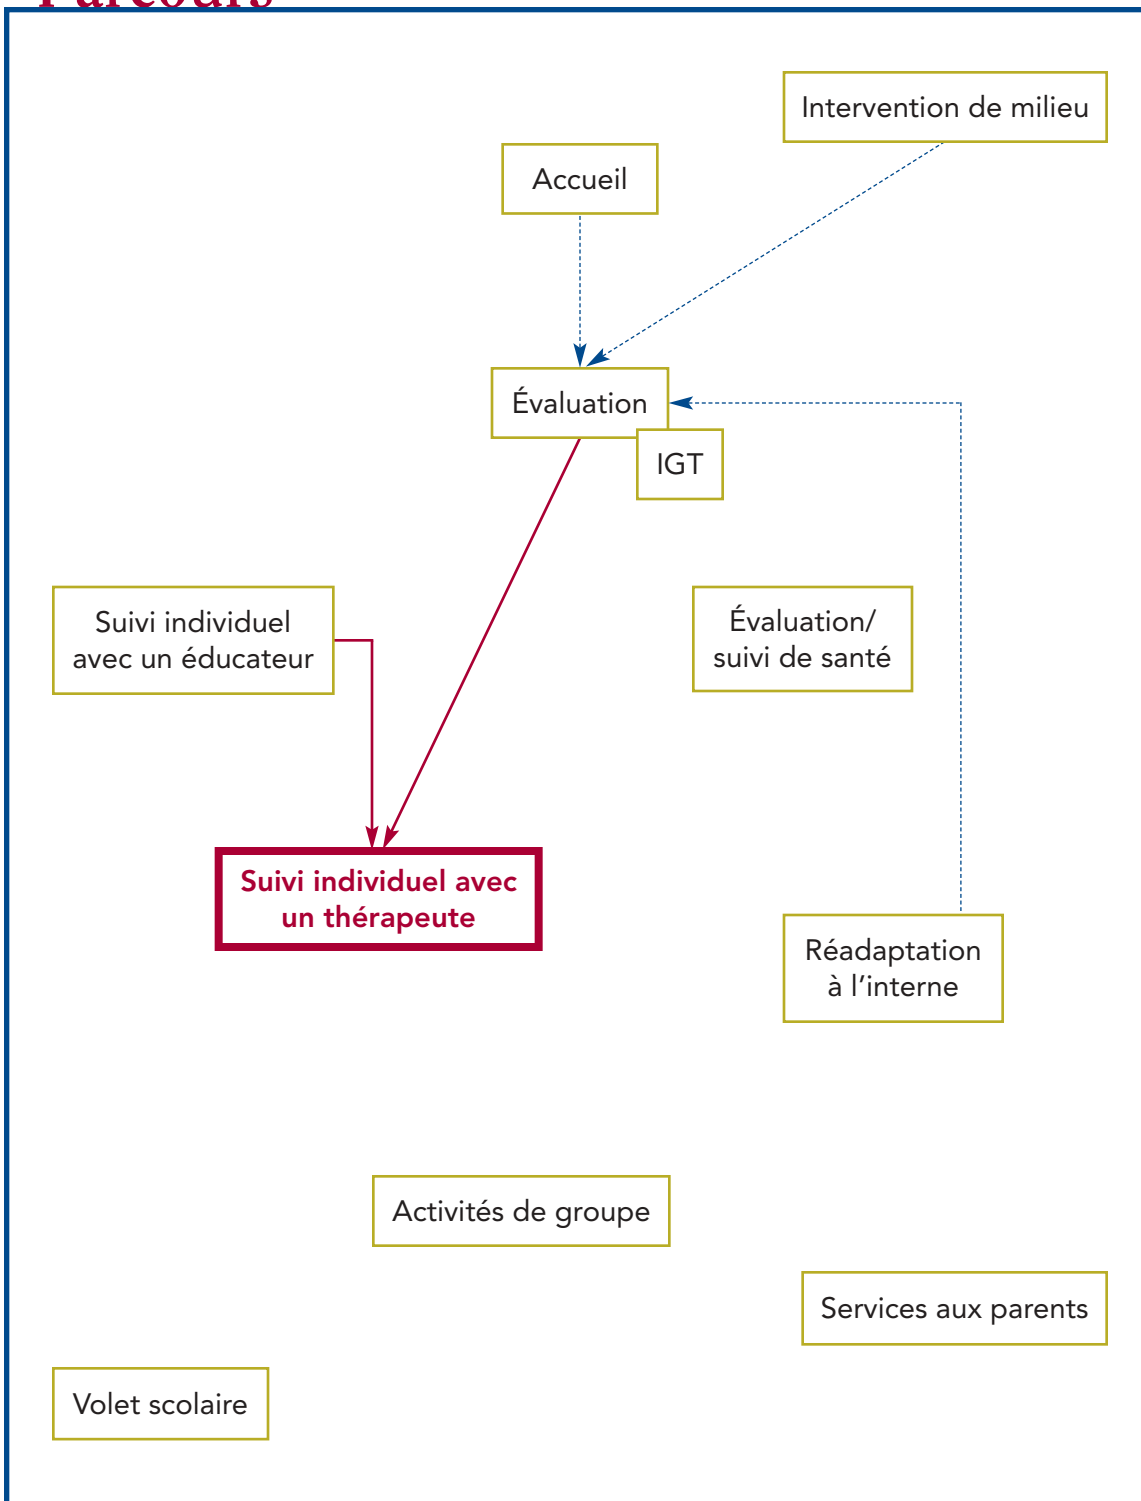 Parcours
Intervention de milieu
Accueil
Évaluation
IGT
Suivi individuel
avec un éducateur
Évaluation/
suivi de santé
Suivi individuel avec
un thérapeute
Réadaptation
à l’interne
Activités de groupe
Services aux parents
Volet scolaire